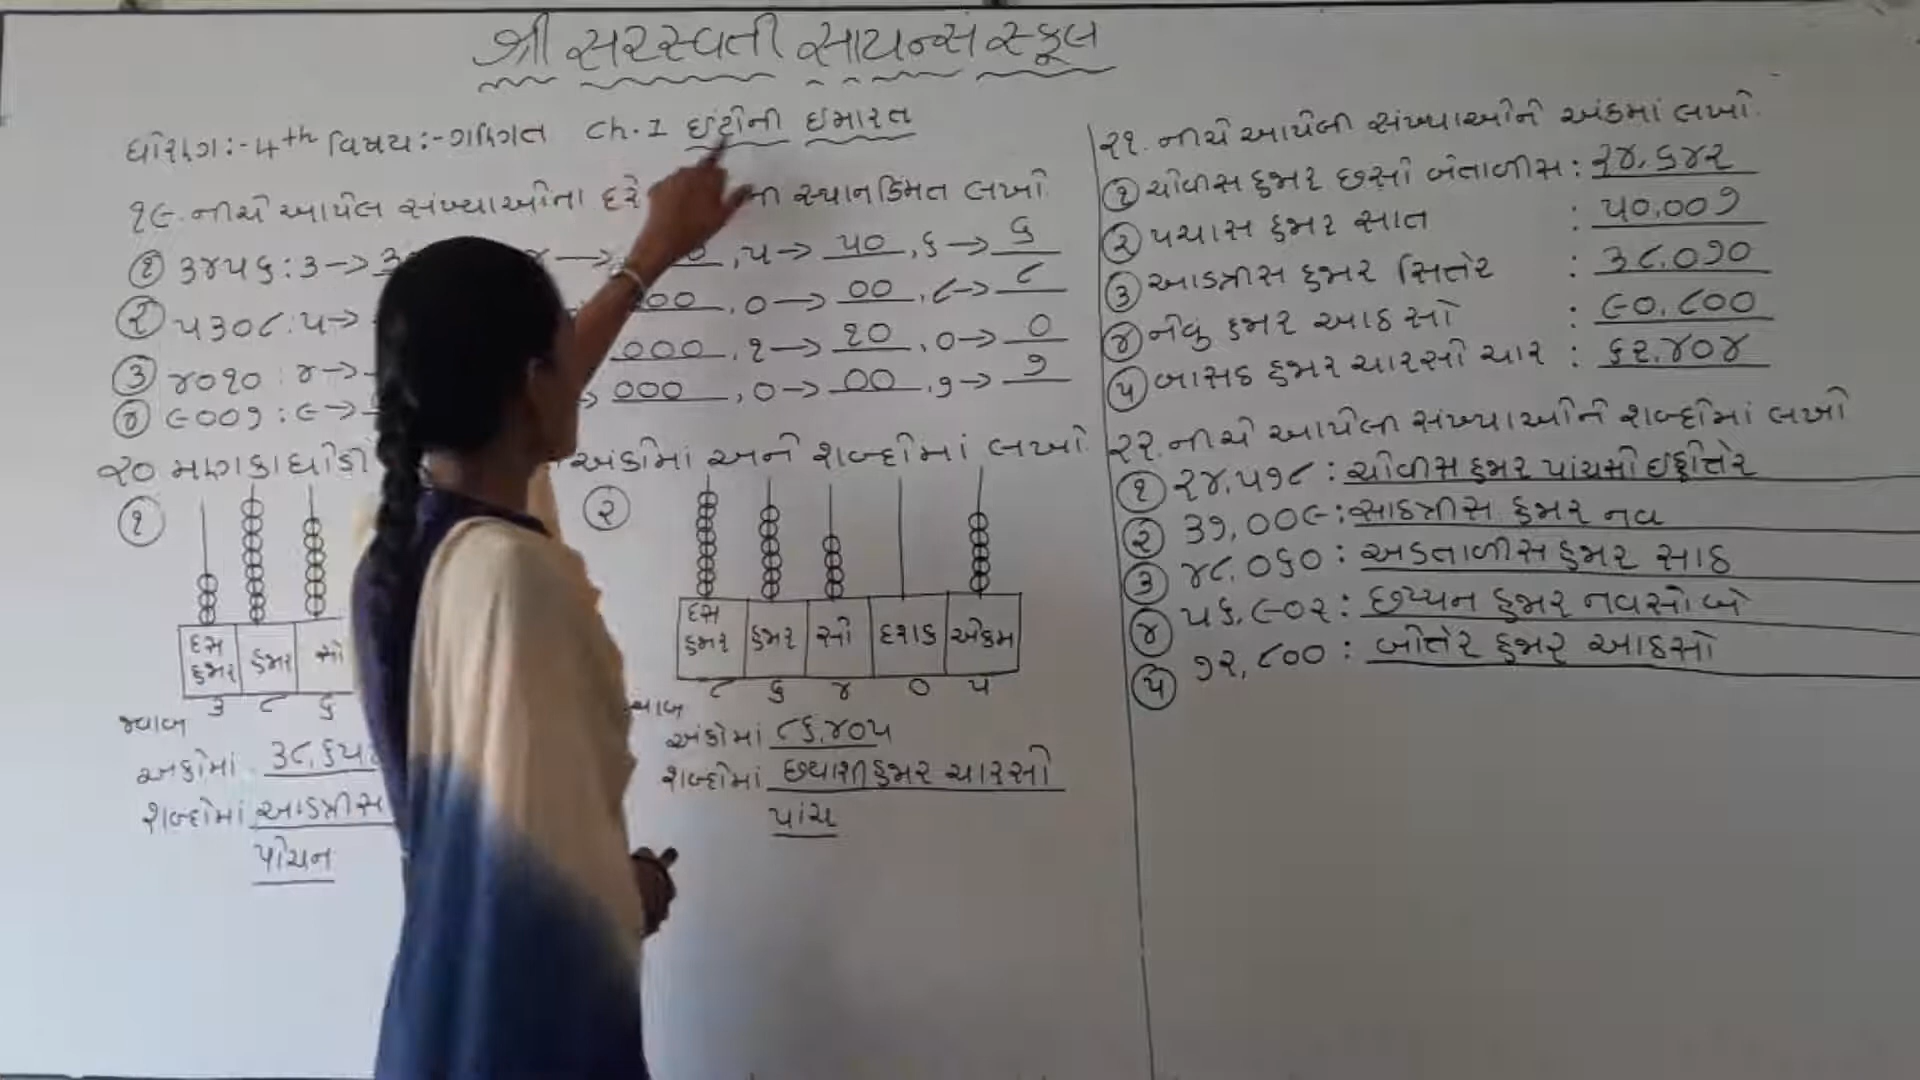 શ્રી સરસ્વતી સાયન્સ સ્કૂલ
ધોરણ:-4th વિષય:-ગણિત Ch.1 ઈંટોની ઈમારત
૧૯. નીચે આપેલ સંખ્યાઓના દરે સ્થાનકિંમત લખો.
① ૩૪૫૬ : ૩→ ૩ ૪→ ૦, ૫→ ૫૦, ૬→ ૬
② ૫૩૦૮ : ૫→ ૦૦, ૦→ ૦૦, ૮→ ૮
③ ૪૦૧૦ : ૪→ ૦૦૦, ૧→ ૧૦, ૦→ ૦
④ ૯૦૦૭ : ૯→ ૦૦૦, ૦→ ૦૦, ૭→ ૭
૨૦ મણકાઘોડી અંકોમાં અને શબ્દોમાં લખો.
①
દસ હજાર હજાર સો
૩ ૮ ૬
જવાબ
અંકોમાં ૩૮,૬૫
શબ્દોમાં આડત્રીસ
પોચન
②
દસ હજાર હજાર સો દશક એકમ
૮ ૬ ૪ ૦ ૫
અંકોમાં ૮૬,૪૦૫
શબ્દોમાં છયાશી હજાર ચારસો
પાંચ
૨૧. નીચે આપેલી સંખ્યાઓને અંકમાં લખો.
① ચોવીસ હજાર છસો બેતાળીસ : ૨૪,૬૪૨
② પચાસ હજાર સાત : ૫૦,૦૦૭
③ આડત્રીસ હજાર સિત્તેર : ૩૮,૦૭૦
④ નેવું હજાર આઠસો : ૯૦,૮૦૦
⑤ બાસઠ હજાર ચારસો ચાર : ૬૨,૪૦૪
૨૨. નીચે આપેલી સંખ્યાઓને શબ્દોમાં લખો
① ૨૪,૫૭૮ : ચોવીસ હજાર પાંચસો ઈઠ્ઠોત્તેર
② ૩૭,૦૦૯ : સાડત્રીસ હજાર નવ
③ ૪૮,૦૬૦ : અડતાળીસ હજાર સાઠ
④ ૫૬,૯૦૨ : છપ્પન હજાર નવસો બે
⑤ ૭૨,૮૦૦ : બોતેર હજાર આઠસો